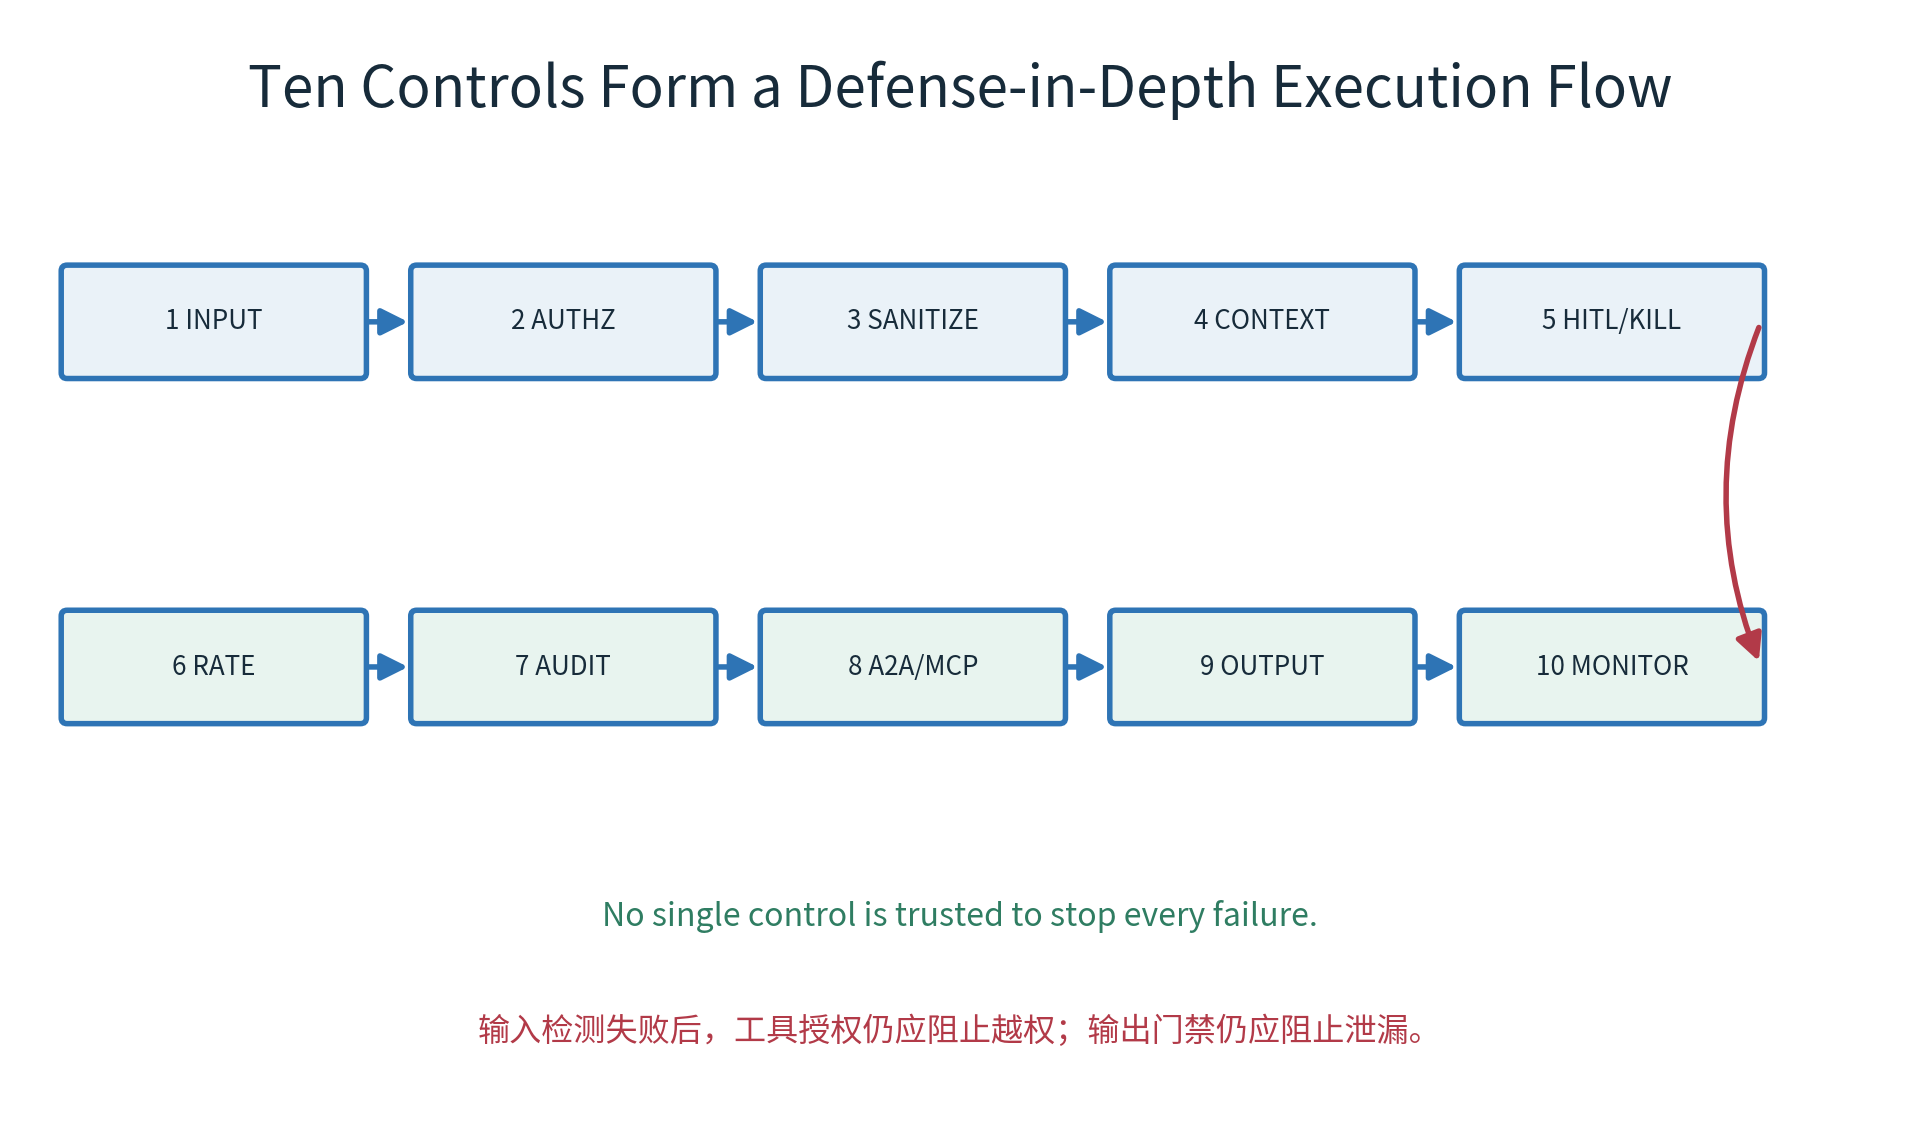 Ten Controls Form a Defense-in-Depth Execution Flow
1 INPUT
2 AUTHZ
3 SANITIZE
4 CONTEXT
5 HITL/KILL
6 RATE
7 AUDIT
8 A2A/MCP
9 OUTPUT
10 MONITOR
No single control is trusted to stop every failure.
输入检测失败后，工具授权仍应阻止越权；输出门禁仍应阻止泄漏。